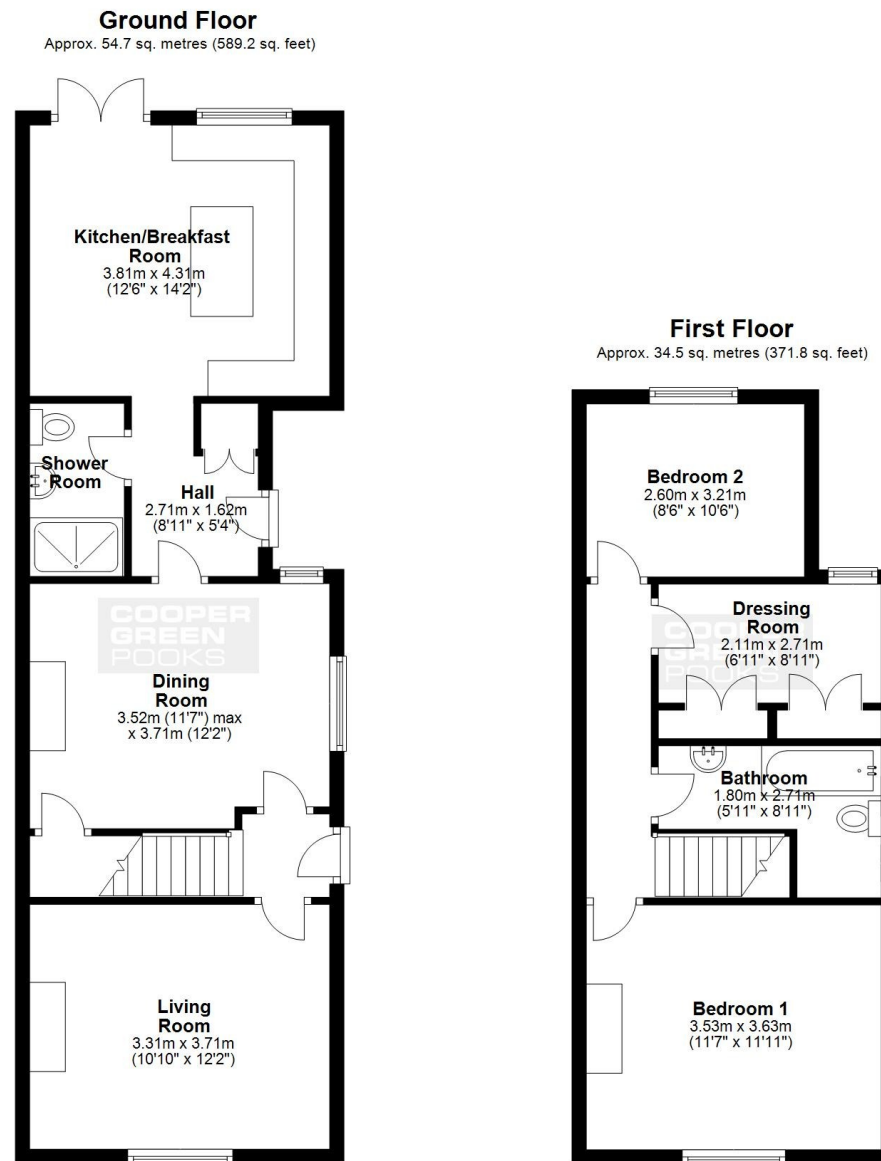 Ground Floor
Approx. 54.7 sq. metres (589.2 sq. feet)
Kitchen/Breakfast
Room
3.81m x 4.31m
(12'6" x 14'2")
Shower
Room
Hall
2.71m x 1.62m
(8'11" x 5'4")
COOPER
GREEN
POOKS
Dining
Room
3.52m (11'7") max
x 3.71m (12'2")
Living
Room
3.31m x 3.71m
(10'10" x 12'2")
First Floor
Approx. 34.5 sq. metres (371.8 sq. feet)
Bedroom 2
2.60m x 3.21m
(8'6" x 10'6")
COOPER
GREEN
POOKS
Dressing
Room
2.11m x 2.71m
(6'11" x 8'11")
Bathroom
1.80m x 2.71m
(5'11" x 8'11")
Bedroom 1
3.53m x 3.63m
(11'7" x 11'11")